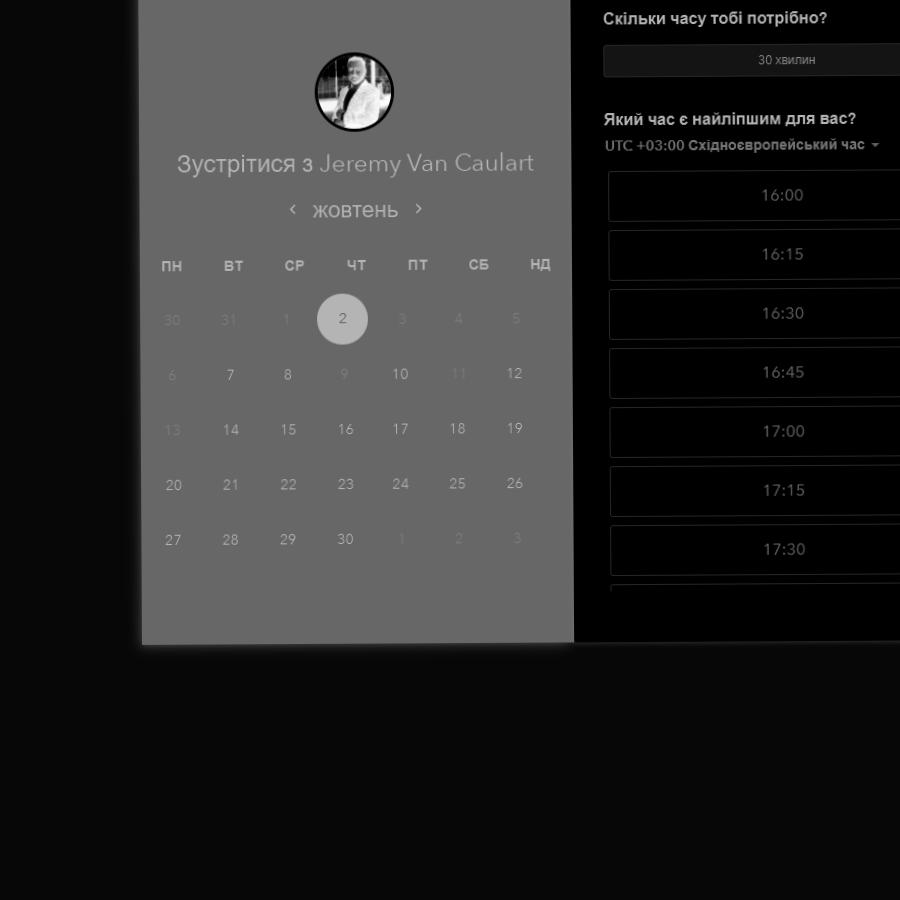 Зустрітися з Jeremy Van Caulart
жовтень
ПН ВТ СР ЧТ ПТ СБ НД
30 31 1 2 3 4 5
6 7 8 9 10 11 12
13 14 15 16 17 18 19
20 21 22 23 24 25 26
27 28 29 30 1 2 3
Скільки часу тобі потрібно?
30 хвилин
Який час є найліпшим для вас?
UTC +03:00 Східноєвропейський час
16:00
16:15
16:30
16:45
17:00
17:15
17:30